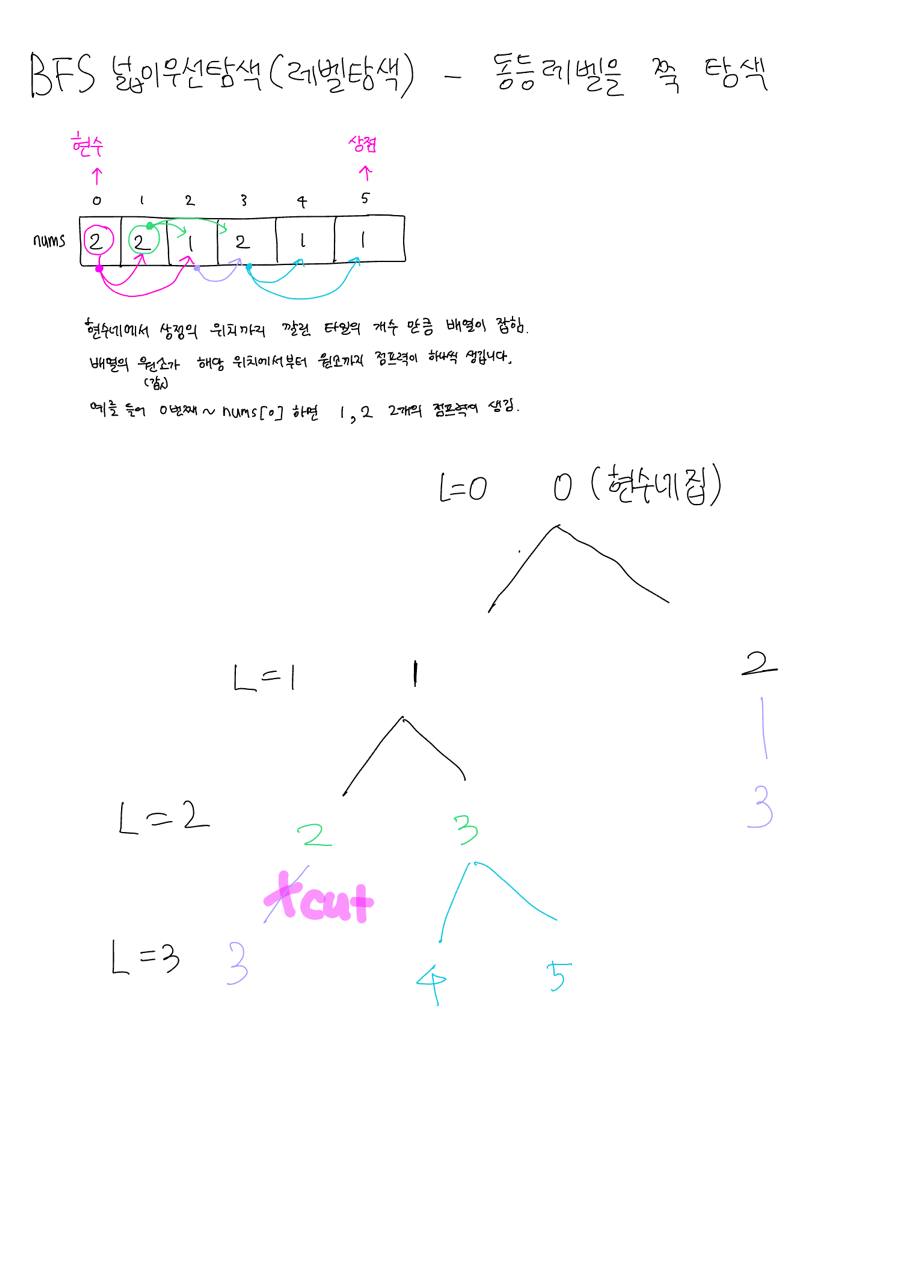 BFS 넓이우선탐색(레벨탐색) - 동등레벨을 쭉 탐색
현수 상점
0 1 2 3 4 5
nums 2 2 1 2 1 1
현수네에서 상점의 위치까지 깔린 타일의 개수 만큼 배열이 잡힘.
배열의 원소가 해당 위치에서부터 원소까지 점프력이 하나씩 생깁니다.
(값)
예를 들어 0번째 ~ nums[0] 하면 1, 2 2개의 점프력이 생김.
L=0 0 (현수네 집)
L=1 1 2
L=2 2 3 3
cut
L=3 3 4 5